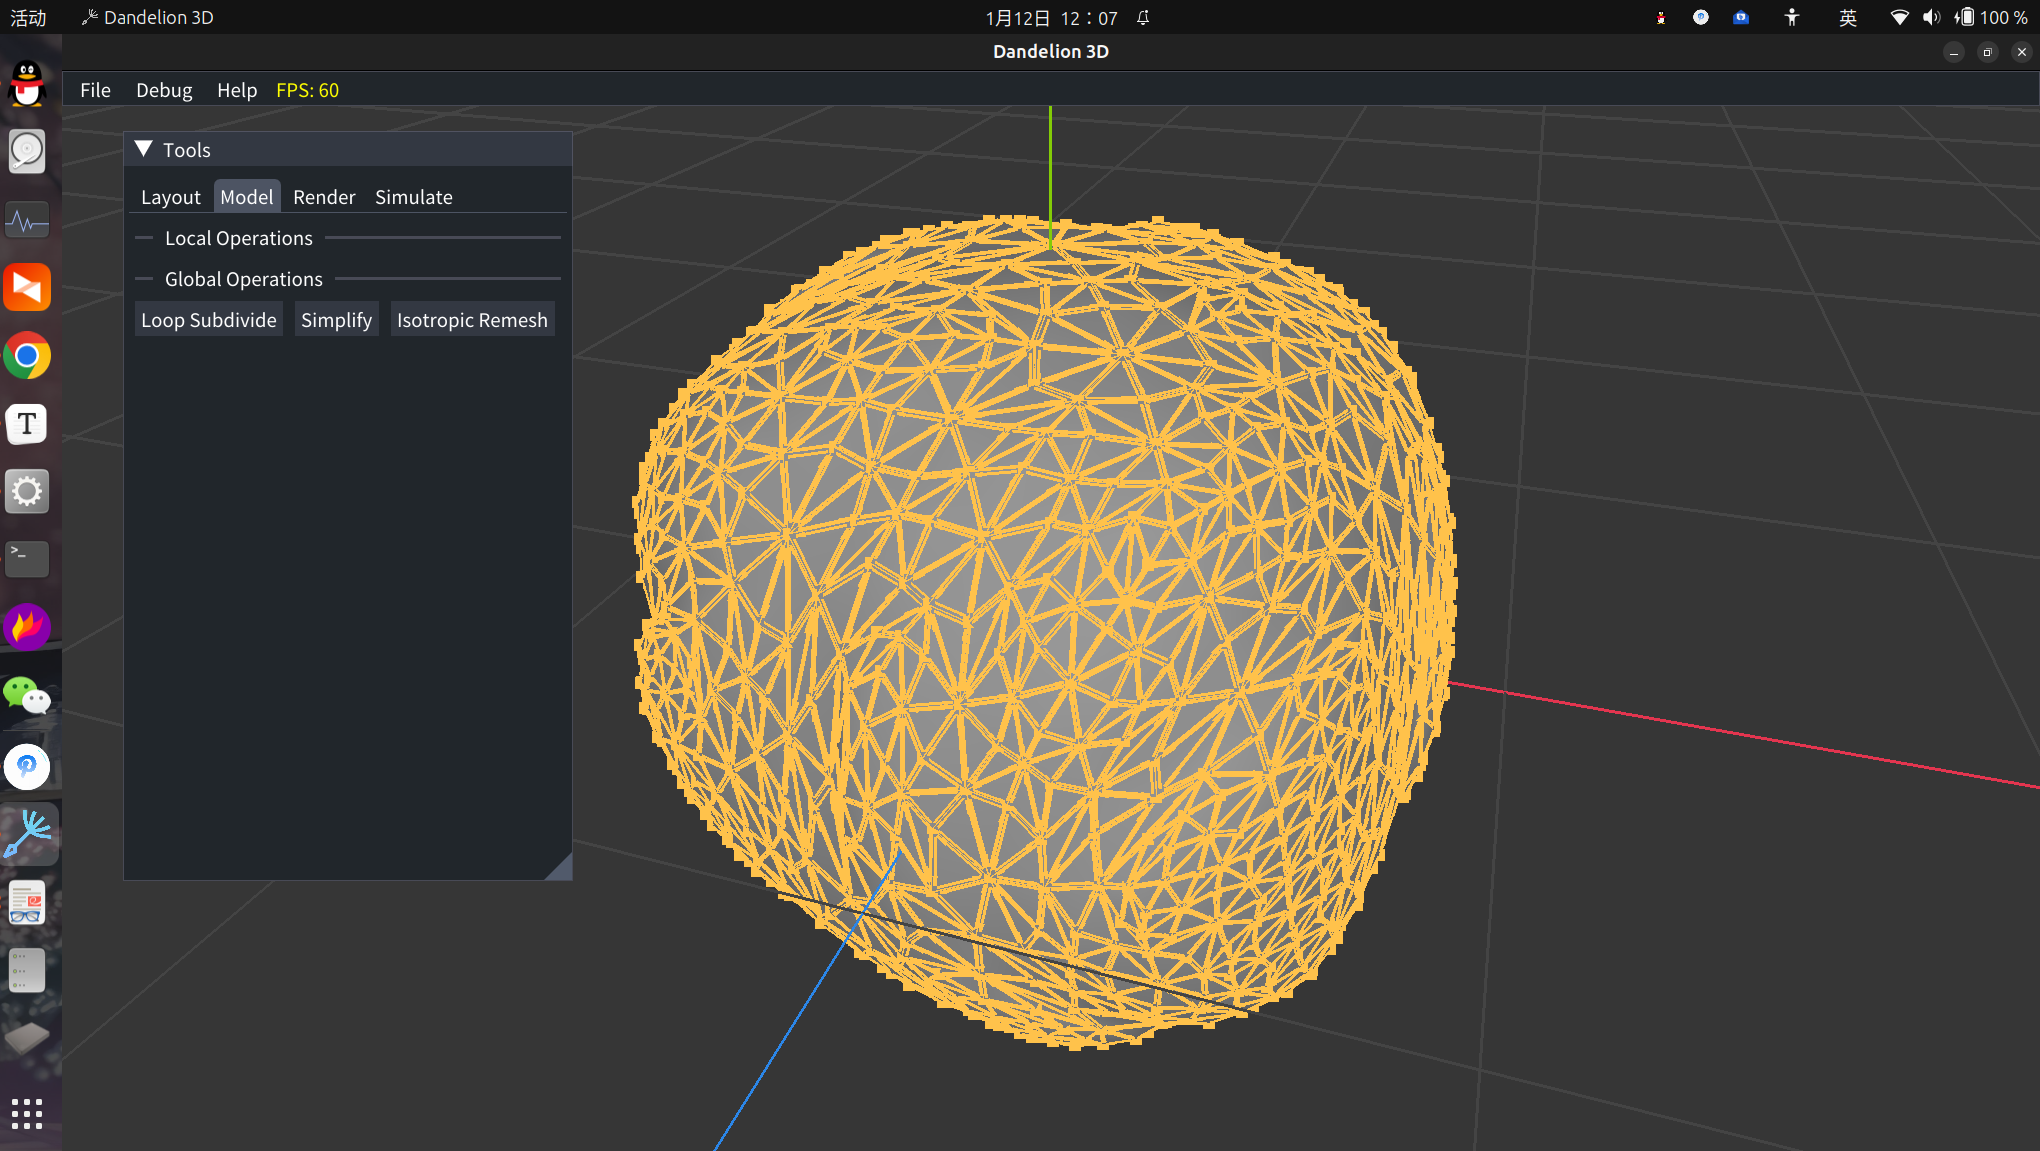 活动 Dandelion 3D 1月12日 12：07 英 100 %
Dandelion 3D
File Debug Help FPS: 60
Tools
Layout Model Render Simulate
Local Operations
Global Operations
Loop Subdivide Simplify Isotropic Remesh
T
>_